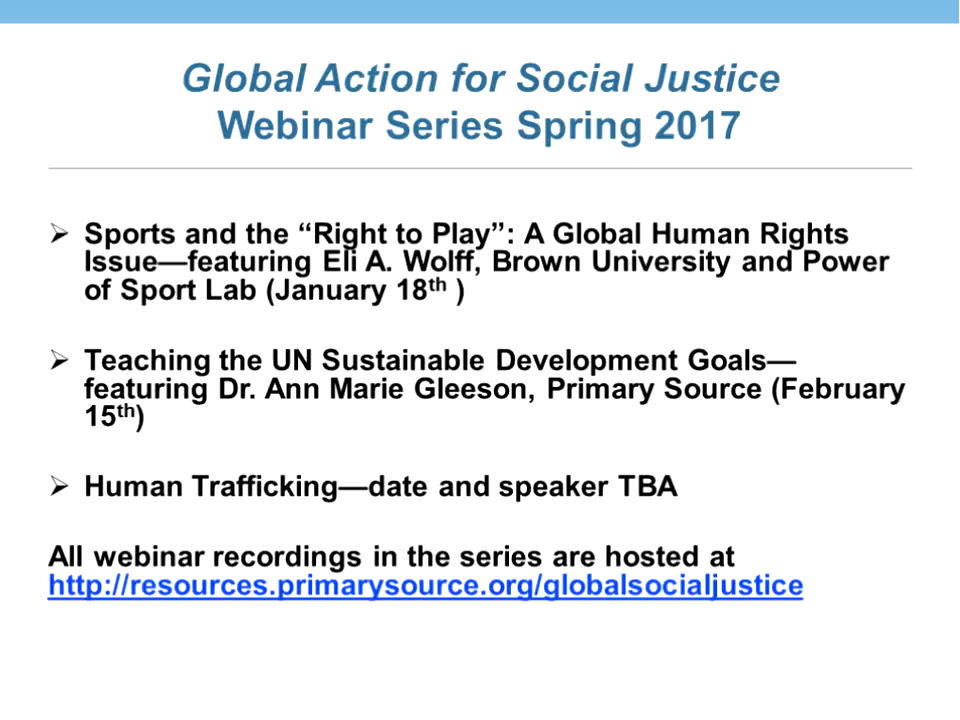 Global Action for Social Justice
Webinar Series Spring 2017
➢ Sports and the “Right to Play”: A Global Human Rights
Issue—featuring Eli A. Wolff, Brown University and Power
of Sport Lab (January 18th )
➢ Teaching the UN Sustainable Development Goals—
featuring Dr. Ann Marie Gleeson, Primary Source (February
15th)
➢ Human Trafficking—date and speaker TBA
All webinar recordings in the series are hosted at
http://resources.primarysource.org/globalsocialjustice